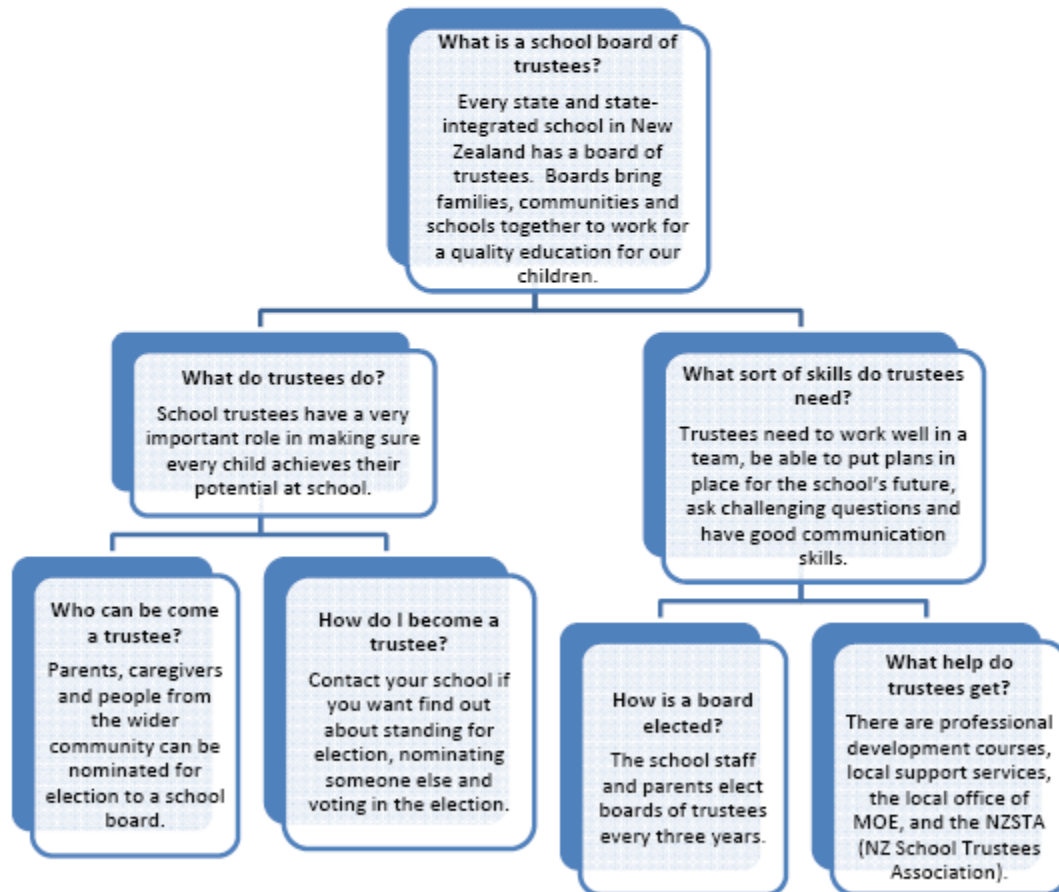 What is a school board of
trustees?
Every state and state-
integrated school in New
Zealand has a board of
trustees.  Boards bring
families, communities and
schools together to work for
a quality education for our
children.
What do trustees do?
School trustees have a very
important role in making sure
every child achieves their
potential at school.
What sort of skills do trustees
need?
Trustees need to work well in a
team, be able to put plans in
place for the school's future,
ask challenging questions and
have good communication
skills.
Who can be come
a trustee?
Parents, caregivers
and people from
the wider
community can be
nominated for
election to a school
board.
How do I become a
trustee?
Contact your school if
you want find out
about standing for
election, nominating
someone else and
voting in the election.
How is a board
elected?
The school staff
and parents elect
boards of trustees
every three years.
What help do
trustees get?
There are professional
development courses,
local support services,
the local office of
MOE, and the NZSTA
(NZ School Trustees
Association).